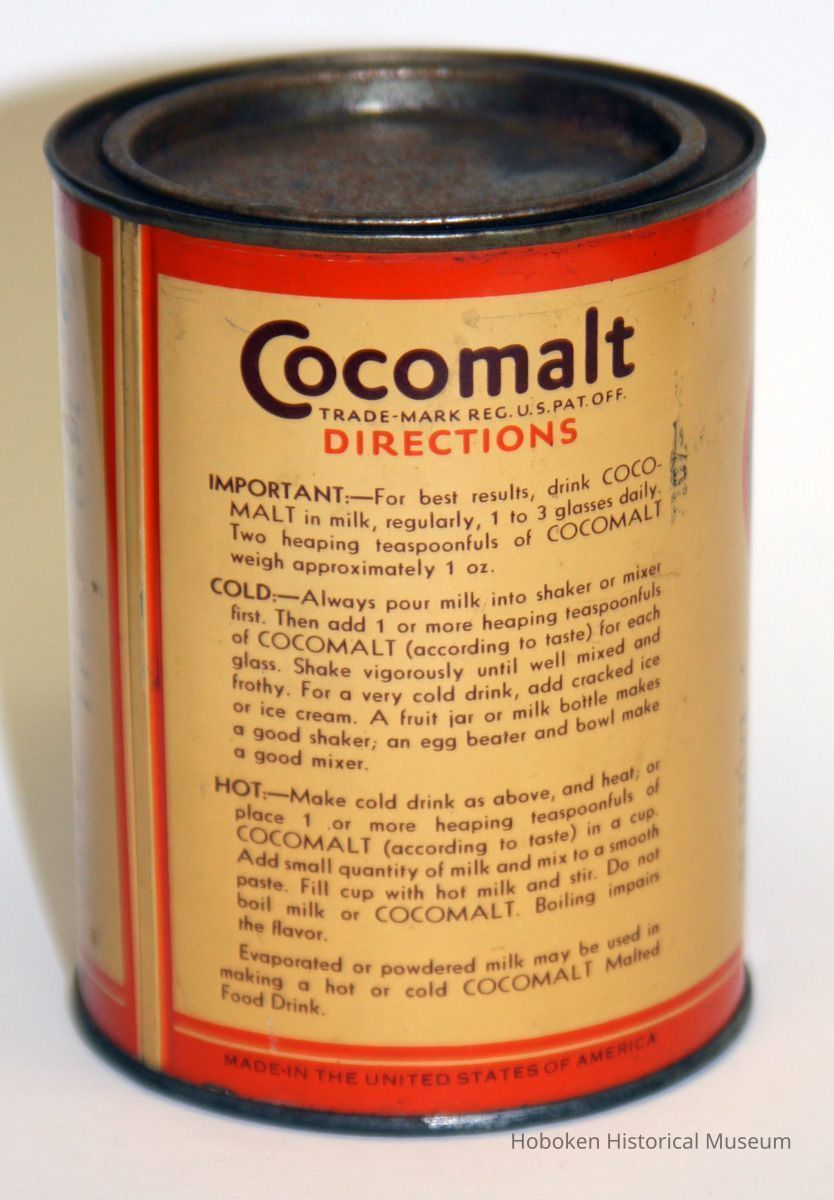 Cocomalt
TRADE-MARK REG. U.S. PAT. OFF.
DIRECTIONS
IMPORTANT:—For best results, drink COCO-
MALT in milk, regularly, 1 to 3 glasses daily.
Two heaping teaspoonfuls of COCOMALT
weigh approximately 1 oz.
COLD:—Always pour milk into shaker or mixer
first. Then add 1 or more heaping teaspoonfuls
of COCOMALT (according to taste) for each
glass. Shake vigorously until well mixed and
frothy. For a very cold drink, add cracked ice
or ice cream. A fruit jar or milk bottle makes
a good shaker; an egg beater and bowl make
a good mixer.
HOT:—Make cold drink as above, and heat; or
place 1 or more heaping teaspoonfuls of
COCOMALT (according to taste) in a cup.
Add small quantity of milk and mix to a smooth
paste. Fill cup with hot milk and stir. Do not
boil milk or COCOMALT. Boiling impairs
the flavor.
Evaporated or powdered milk may be used in
making a hot or cold COCOMALT Malted
Food Drink.
MADE-IN THE UNITED STATES OF AMERICA
Hoboken Historical Museum